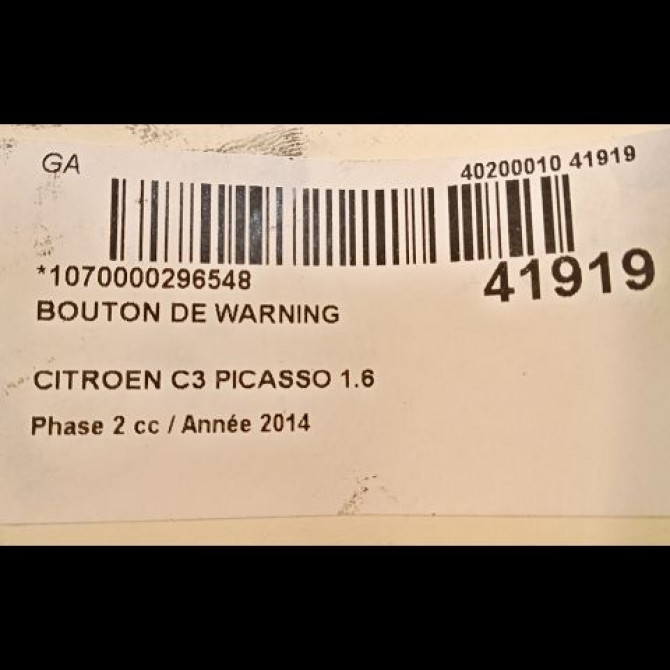 GA
40200010 41919
*1070000296548
41919
BOUTON DE WARNING
CITROEN C3 PICASSO 1.6
Phase 2 cc / Année 2014